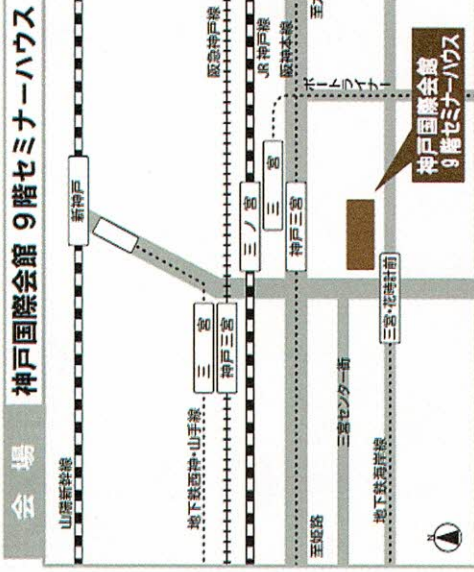 会場
神戸国際会館 9階セミナーハウス
山陽新幹線
新神戸
地下鉄西神・山手線
三宮
阪急神戸線
神戸三宮
JR神戸線
三ノ宮
三宮
ポートライナー
阪神本線
神戸三宮
至姫路
三宮センター街
地下鉄海岸線
三宮・花時計前
神戸国際会館
9階セミナーハウス